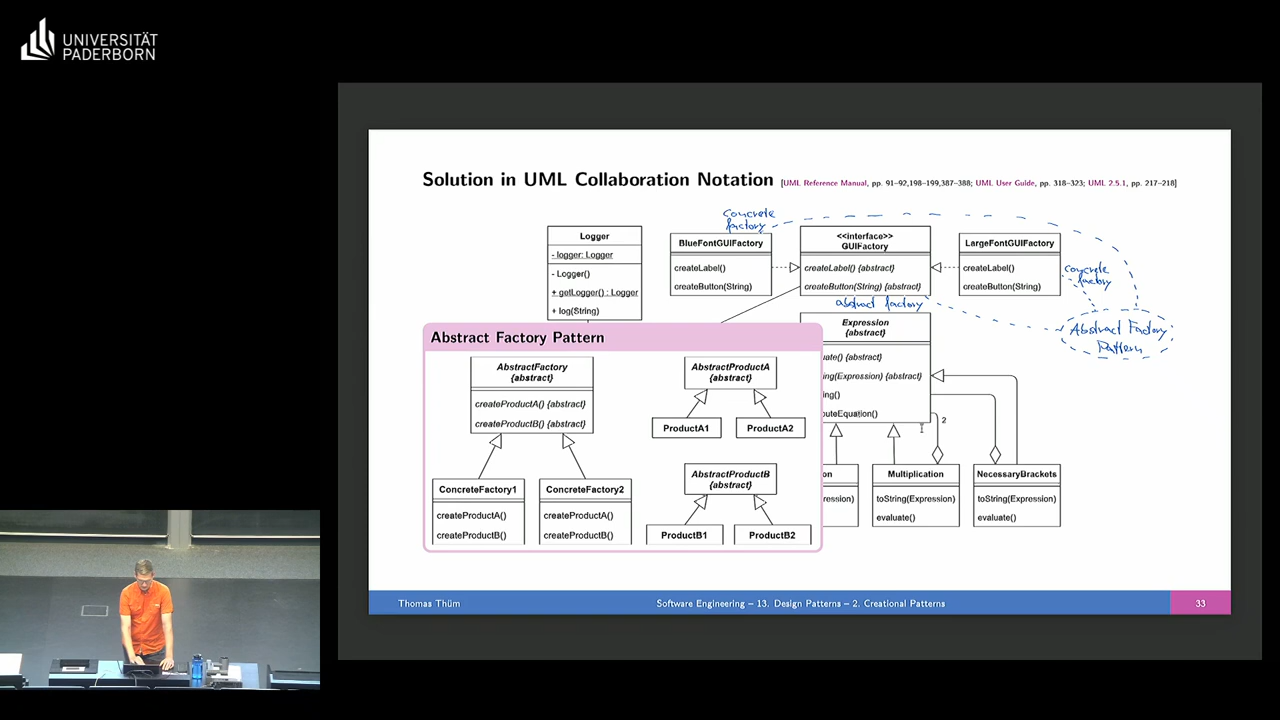 UNIVERSITÄT
PADERBORN
Solution in UML Collaboration Notation [UML Reference Manual, pp. 91–92,198–199,387–388; UML User Guide, pp. 318–323; UML 2.5.1, pp. 217–218]
Concrete
factory
Logger
- logger: Logger
- Logger()
+ getLogger() : Logger
+ log(String)
BlueFontGUIFactory
createLabel()
createButton(String)
<<interface>>
GUIFactory
createLabel() {abstract}
createButton(String) {abstract}
abstract factory
LargeFontGUIFactory
createLabel()
createButton(String)
concrete
factory
Abstract Factory
Pattern
Expression
{abstract}
uate() {abstract}
ing(Expression) {abstract}
ing()
outeEquation()
2
on
ression)
Multiplication
toString(Expression)
evaluate()
NecessaryBrackets
toString(Expression)
evaluate()
Abstract Factory Pattern
AbstractFactory
{abstract}
createProductA() {abstract}
createProductB() {abstract}
ConcreteFactory1
createProductA()
createProductB()
ConcreteFactory2
createProductA()
createProductB()
AbstractProductA
{abstract}
ProductA1
ProductA2
AbstractProductB
{abstract}
ProductB1
ProductB2
Thomas Thüm
Software Engineering – 13. Design Patterns – 2. Creational Patterns
33